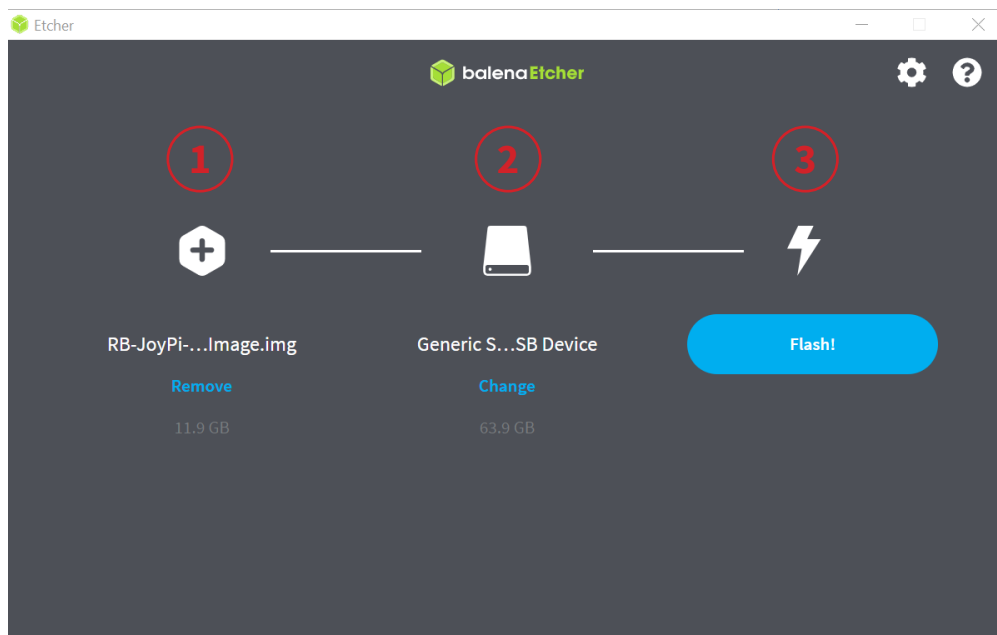 Etcher
balenaEtcher
1
2
3
RB-JoyPi-...Image.img
Generic S...SB Device
Flash!
Remove
Change
11.9 GB
63.9 GB